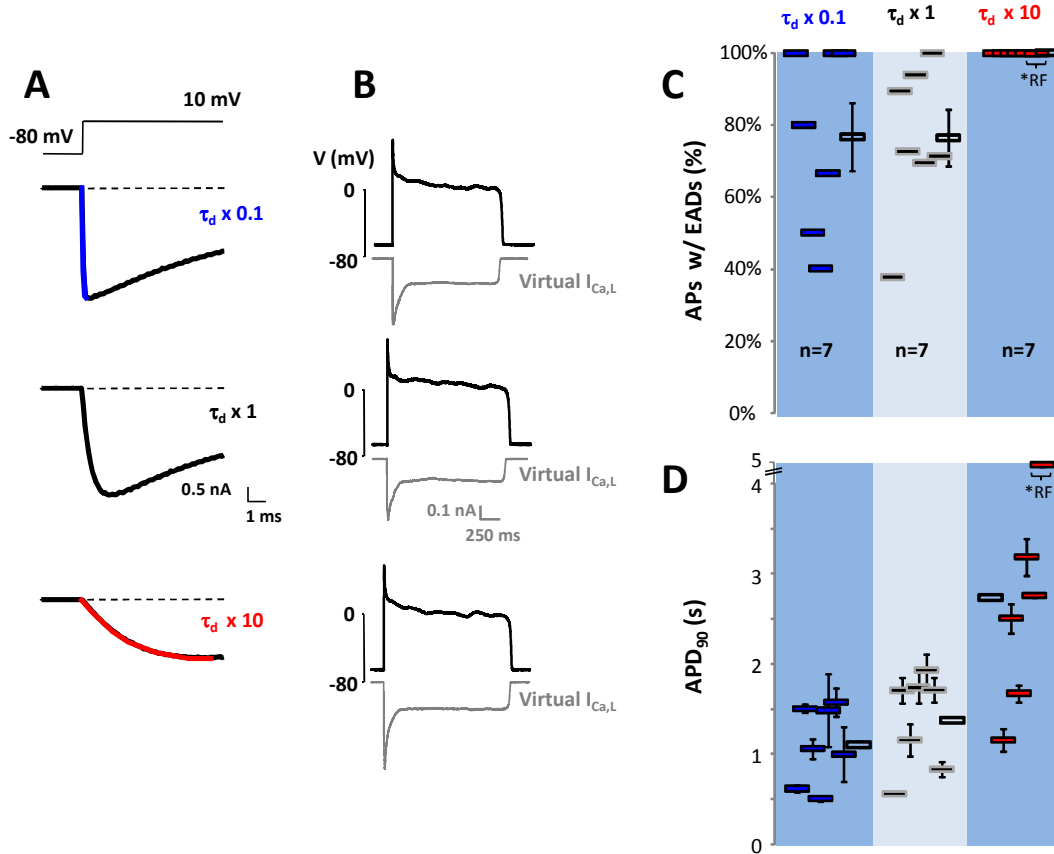 A
10 mV
-80 mV
τd x 0.1
τd x 1
0.5 nA
1 ms
τd x 10
B
V (mV)
0
-80
Virtual ICa,L
0
-80
Virtual ICa,L
0.1 nA
250 ms
0
-80
Virtual ICa,L
τd x 0.1
τd x 1
τd x 10
C
APs w/ EADs (%)
100%
80%
60%
40%
20%
0%
*RF
n=7
n=7
n=7
D
APD90 (s)
5
4
3
2
1
0
*RF